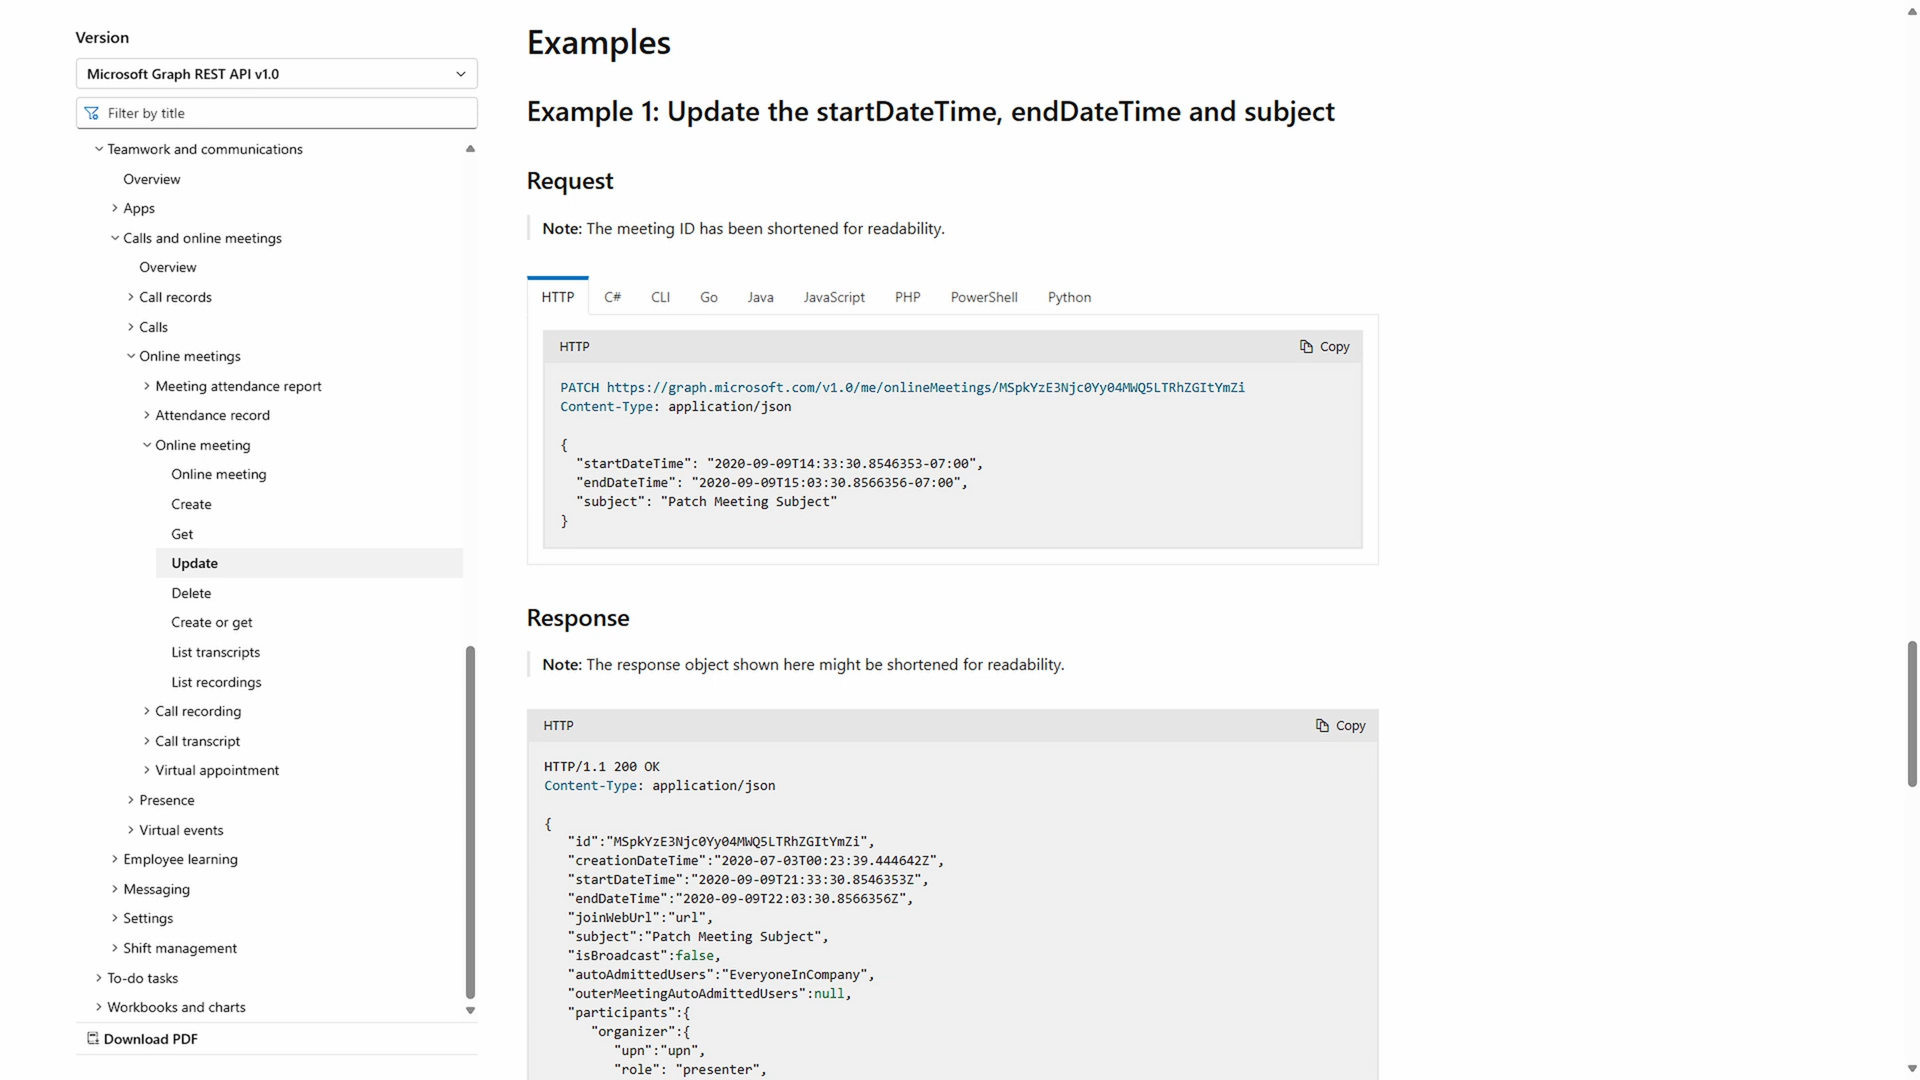 Version
Microsoft Graph REST API v1.0
Filter by title
Teamwork and communications
Overview
Apps
Calls and online meetings
Overview
Call records
Calls
Online meetings
Meeting attendance report
Attendance record
Online meeting
Online meeting
Create
Get
Update
Delete
Create or get
List transcripts
List recordings
Call recording
Call transcript
Virtual appointment
Presence
Virtual events
Employee learning
Messaging
Settings
Shift management
To-do tasks
Workbooks and charts
Download PDF
Examples
Example 1: Update the startDateTime, endDateTime and subject
Request
Note: The meeting ID has been shortened for readability.
HTTP C# CLI Go Java JavaScript PHP PowerShell Python
HTTP Copy
PATCH https://graph.microsoft.com/v1.0/me/onlineMeetings/MSpkYzE3Njc0Yy04MWQ5LTRhZGItYmZi
Content-Type: application/json
{
"startDateTime": "2020-09-09T14:33:30.8546353-07:00",
"endDateTime": "2020-09-09T15:03:30.8566356-07:00",
"subject": "Patch Meeting Subject"
}
Response
Note: The response object shown here might be shortened for readability.
HTTP Copy
HTTP/1.1 200 OK
Content-Type: application/json
{
"id":"MSpkYzE3Njc0Yy04MWQ5LTRhZGItYmZi",
"creationDateTime":"2020-07-03T00:23:39.444642Z",
"startDateTime":"2020-09-09T21:33:30.8546353Z",
"endDateTime":"2020-09-09T22:03:30.8566356Z",
"joinWebUrl":"url",
"subject":"Patch Meeting Subject",
"isBroadcast":false,
"autoAdmittedUsers":"EveryoneInCompany",
"outerMeetingAutoAdmittedUsers":null,
"participants":{
"organizer":{
"upn":"upn",
"role": "presenter",